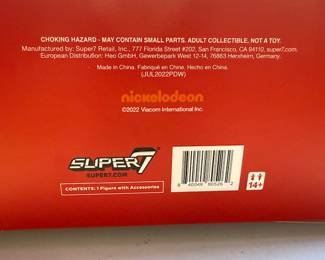 CHOKING HAZARD - MAY CONTAIN SMALL PARTS. ADULT COLLECTIBLE, NOT A TOY.
Manufactured by: Super7 Retail, Inc., 777 Florida Street #202, San Francisco, CA 94110, super7.com.
European Distribution: Heo GmbH, Gewerbepark West 12-14, 76863 Herxheim, Germany.
Made in China. Fabriqué en Chine. Hecho en China.
(JUL2022PDW)
nickelodeon
©2022 Viacom International Inc.
SUPER7
SUPER7.COM
CONTENTS: 1 Figure with Accessories
14+